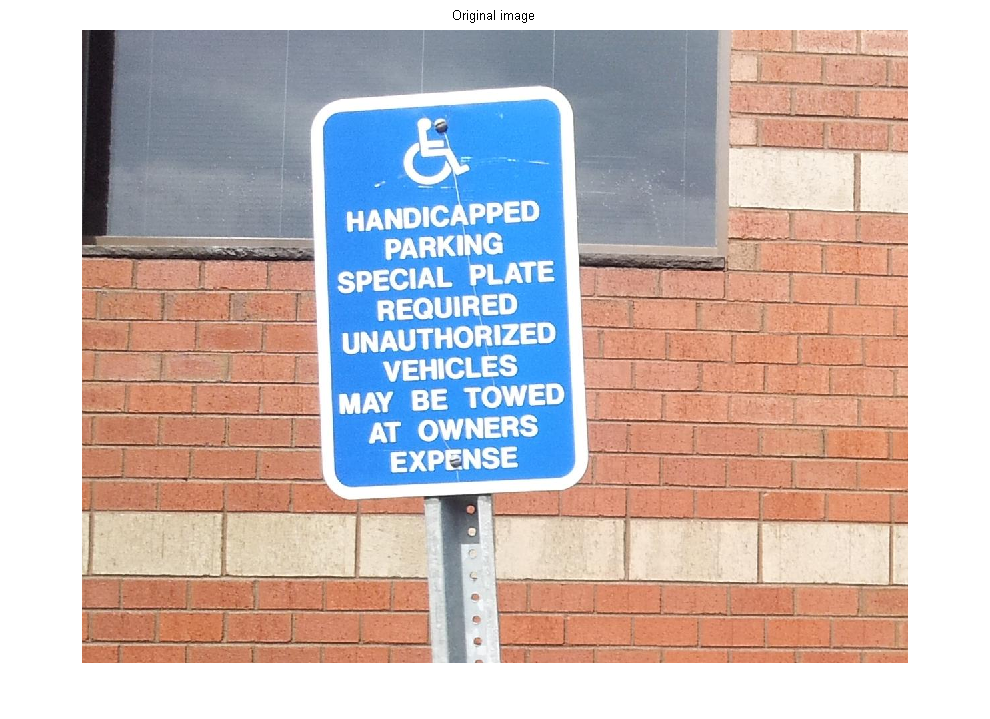 Original image
HANDICAPPED
PARKING
SPECIAL PLATE
REQUIRED
UNAUTHORIZED
VEHICLES
MAY BE TOWED
AT OWNERS
EXPENSE